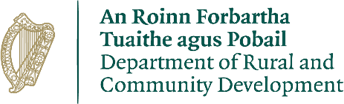 An Roinn Forbartha
Tuaithe agus Pobail
Department of Rural and
Community Development